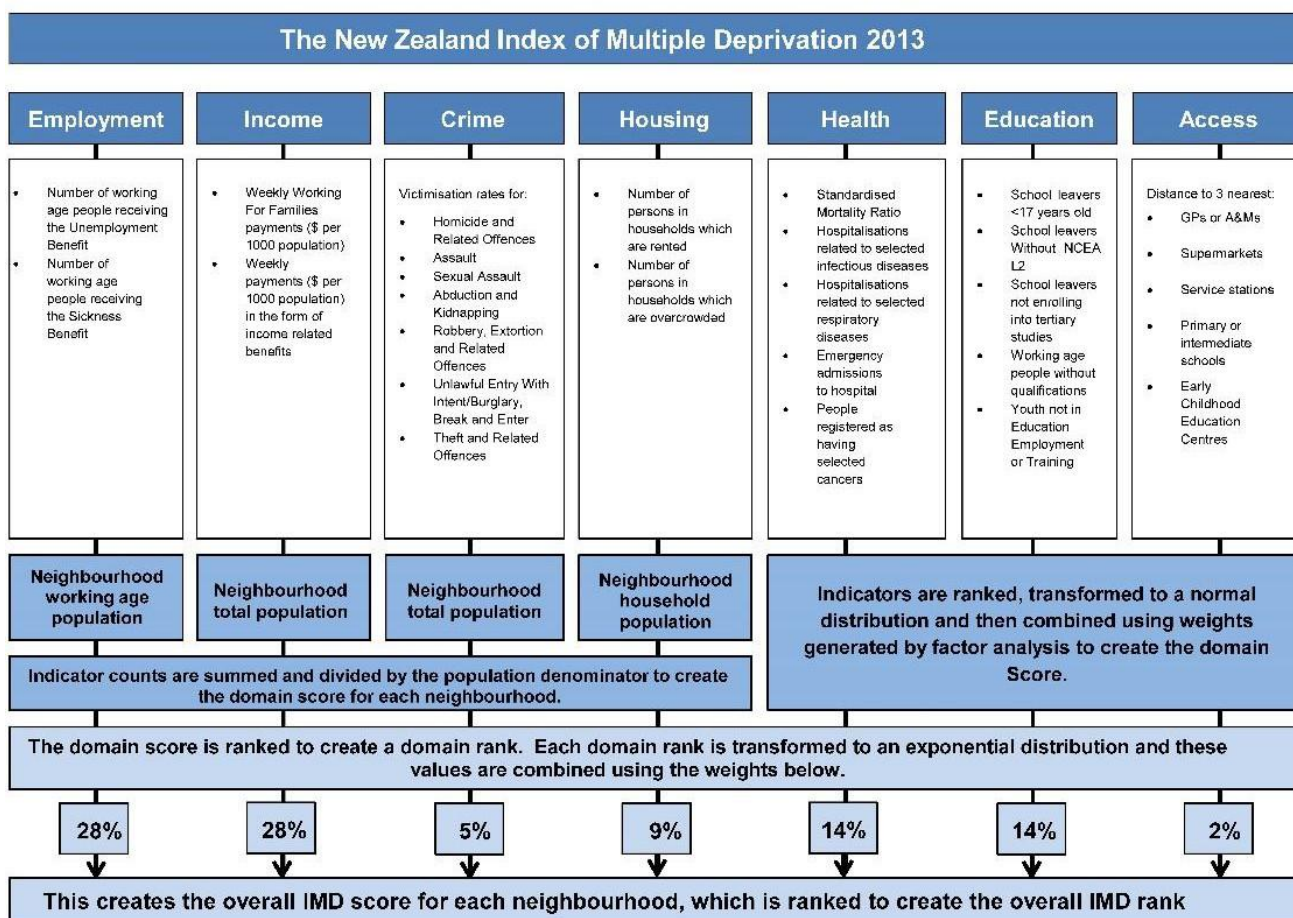 The New Zealand Index of Multiple Deprivation 2013
Employment
Income
Crime
Housing
Health
Education
Access
• Number of working
age people receiving
the Unemployment
Benefit
• Number of
working age
people receiving
the Sickness
Benefit
• Weekly Working
For Families
payments ($ per
1000 population)
• Weekly
payments ($ per
1000 population)
in the form of
income related
benefits
Victimisation rates for:
• Homicide and
Related Offences
• Assault
• Sexual Assault
• Abduction and
Kidnapping
• Robbery, Extortion
and Related
Offences
• Unlawful Entry With
Intent/Burglary,
Break and Enter
• Theft and Related
Offences
• Number of
persons in
households which
are rented
• Number of
persons in
households which
are overcrowded
• Standardised
Mortality Ratio
• Hospitalisations
related to selected
infectious diseases
• Hospitalisations
related to selected
respiratory
diseases
• Emergency
admissions
to hospital
• People
registered as
having
selected
cancers
• School leavers
<17 years old
• School leavers
Without NCEA
L2
• School leavers
not enrolling
into tertiary
studies
• Working age
people without
qualifications
• Youth not in
Education
Employment
or Training
Distance to 3 nearest:
• GPs or A&Ms
• Supermarkets
• Service stations
• Primary or
intermediate
schools
• Early
Childhood
Education
Centres
Neighbourhood
working age
population
Neighbourhood
total population
Neighbourhood
total population
Neighbourhood
household
population
Indicators are ranked, transformed to a normal
distribution and then combined using weights
generated by factor analysis to create the domain
Score.
Indicator counts are summed and divided by the population denominator to create
the domain score for each neighbourhood.
The domain score is ranked to create a domain rank. Each domain rank is transformed to an exponential distribution and these
values are combined using the weights below.
28%
28%
5%
9%
14%
14%
2%
This creates the overall IMD score for each neighbourhood, which is ranked to create the overall IMD rank